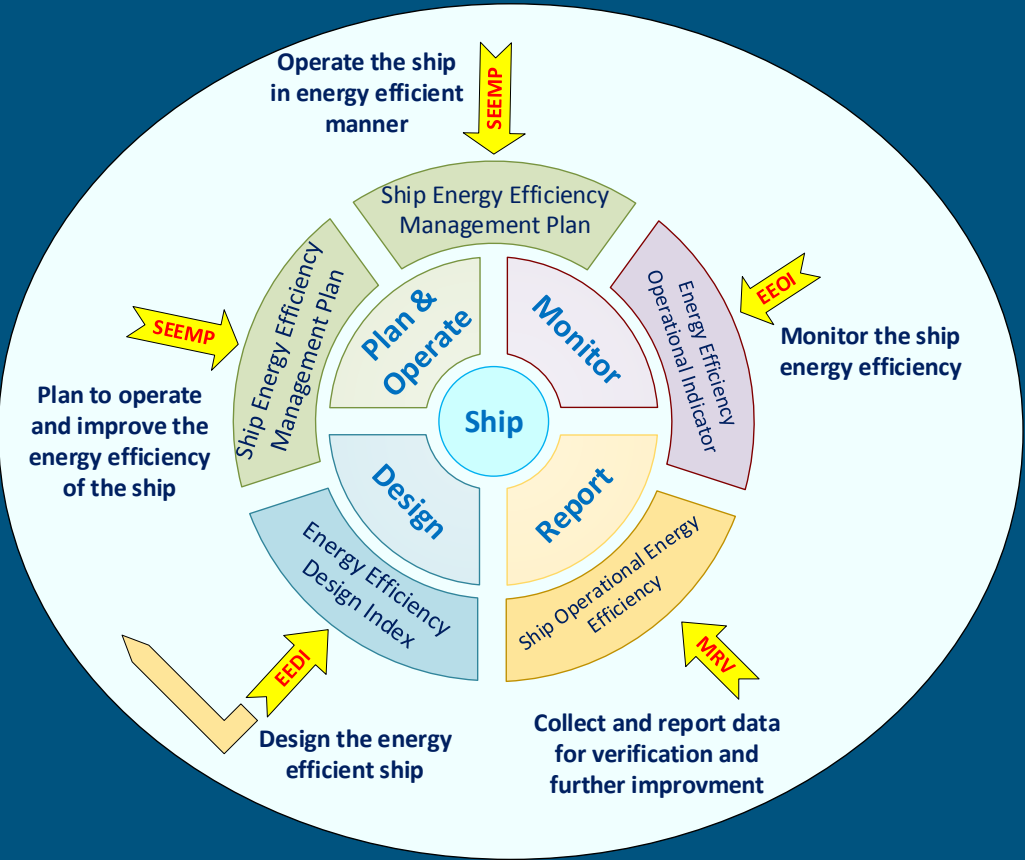 Operate the ship
in energy efficient
manner
SEEMP
Ship Energy Efficiency
Management Plan
SEEMP
Plan to operate
and improve the
energy efficiency
of the ship
Ship Energy Efficiency
Management Plan
Plan &
Operate
Monitor
Energy Efficiency
Operational Indicator
EEOI
Monitor the ship
energy efficiency
Ship
Design
Report
Energy Efficiency
Design Index
EEDI
Design the energy
efficient ship
Ship Operational Energy
Efficiency
MRV
Collect and report data
for verification and
further improvment